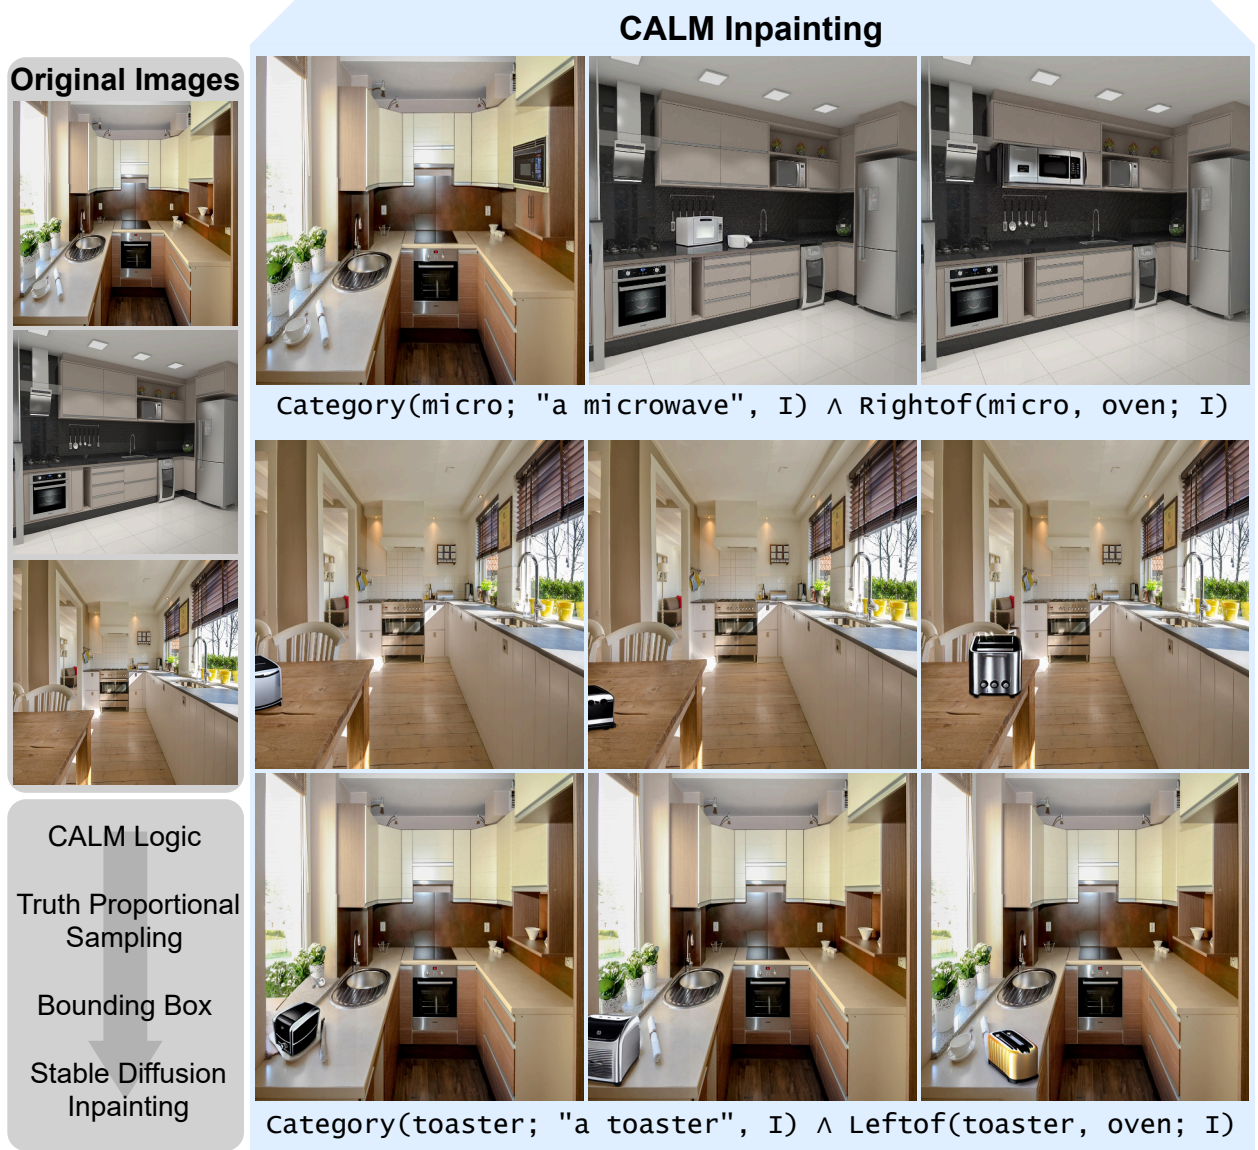 CALM Inpainting
Original Images
Category(micro; "a microwave", I) ∧ Rightof(micro, oven; I)
CALM Logic
Truth Proportional
Sampling
Bounding Box
Stable Diffusion
Inpainting
Category(toaster; "a toaster", I) ∧ Leftof(toaster, oven; I)